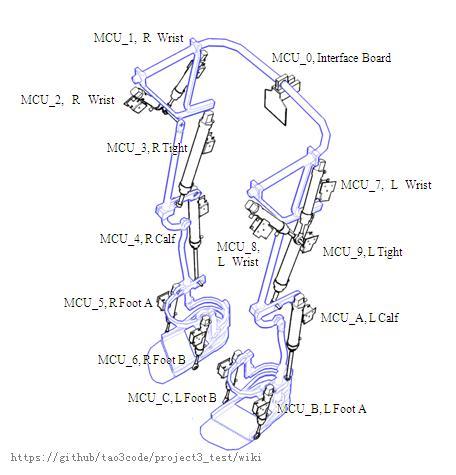 MCU_1, R Wrist
MCU_0, Interface Board
MCU_2, R Wrist
MCU_3, R Tight
MCU_7, L Wrist
MCU_4, R Calf
MCU_8,
L Wrist
MCU_9, L Tight
MCU_5, R Foot A
MCU_A, L Calf
MCU_6, R Foot B
MCU_C, L Foot B
MCU_B, L Foot A
https://github/tao3code/project3_test/wiki